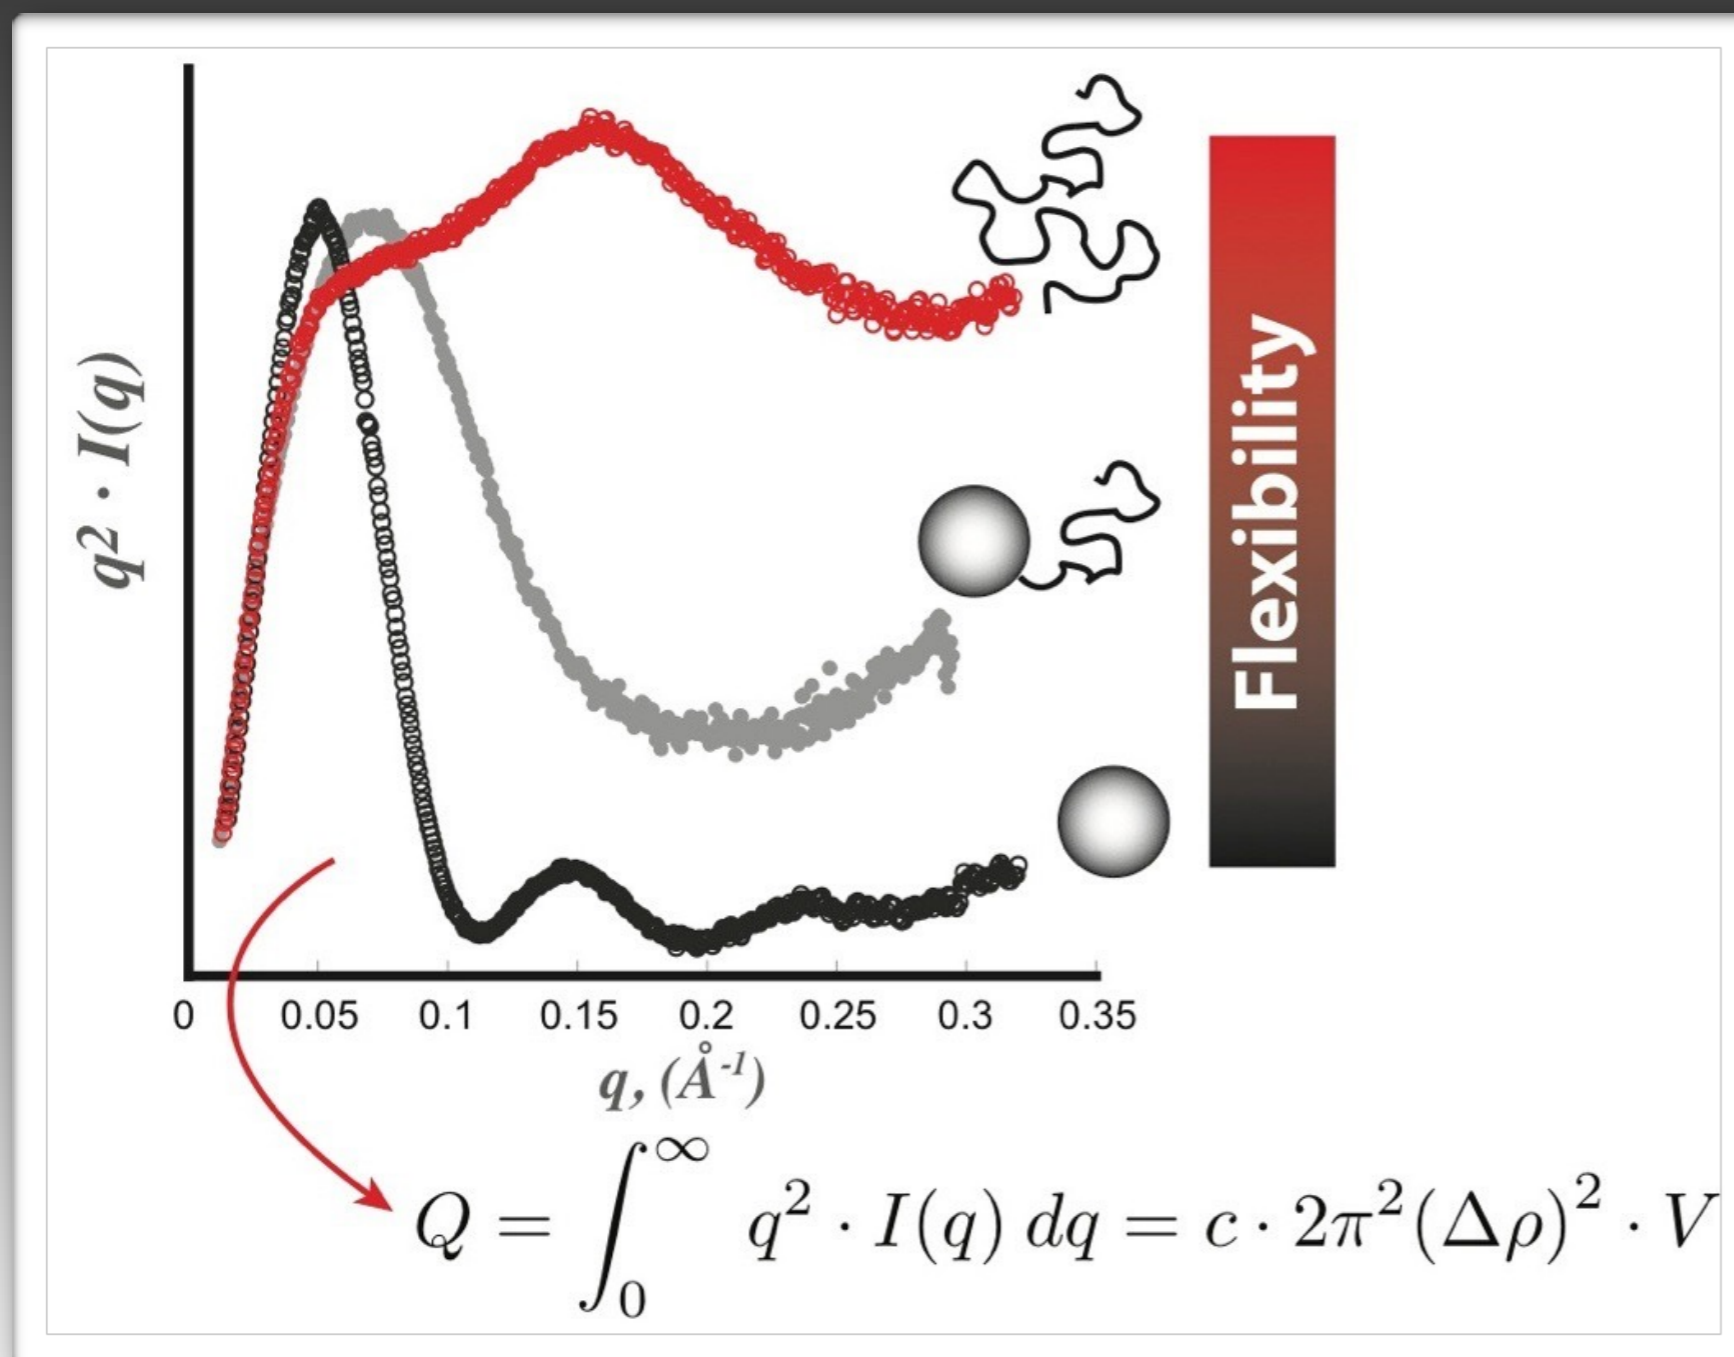 q2 · I(q)
Flexibility
0 0.05 0.1 0.15 0.2 0.25 0.3 0.35
q, (Å⁻¹)
Q = ∫₀^∞ q² · I(q) dq = c · 2π²(Δρ)² · V